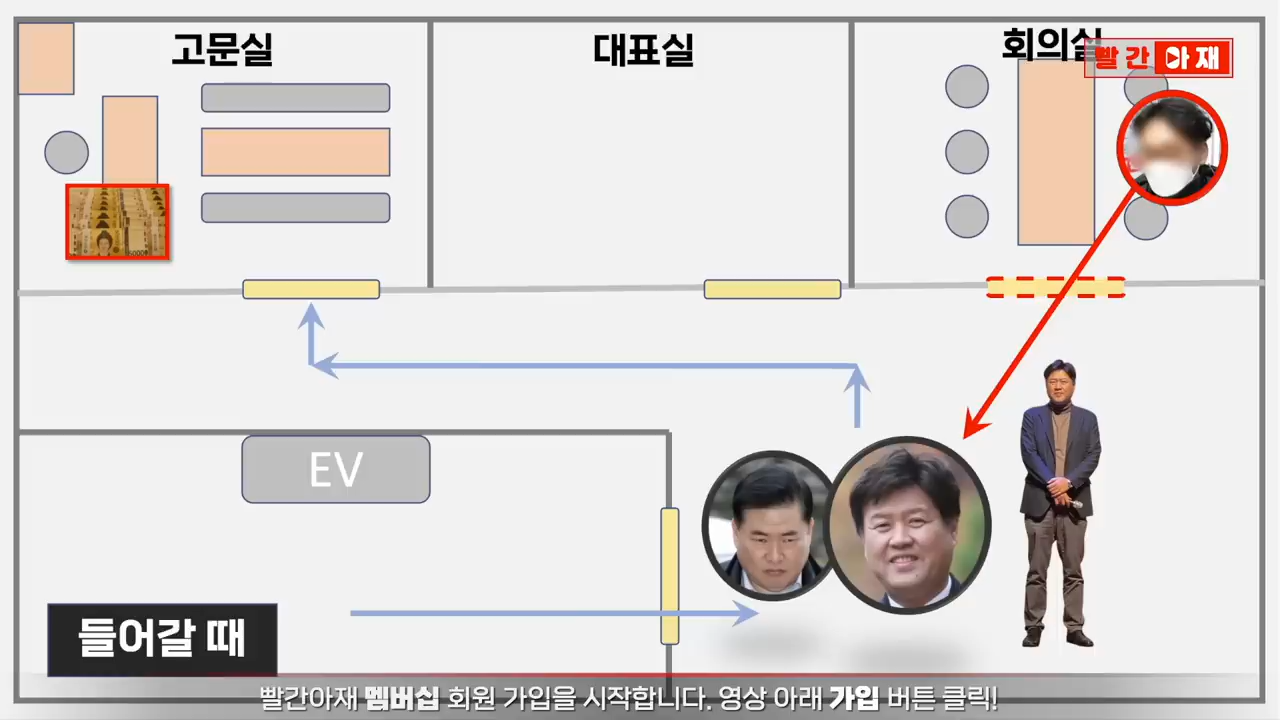 고문실
대표실
회의실
빨간아재
EV
들어갈 때
빨간아재 멤버십 회원 가입을 시작합니다. 영상 아래 가입 버튼 클릭!